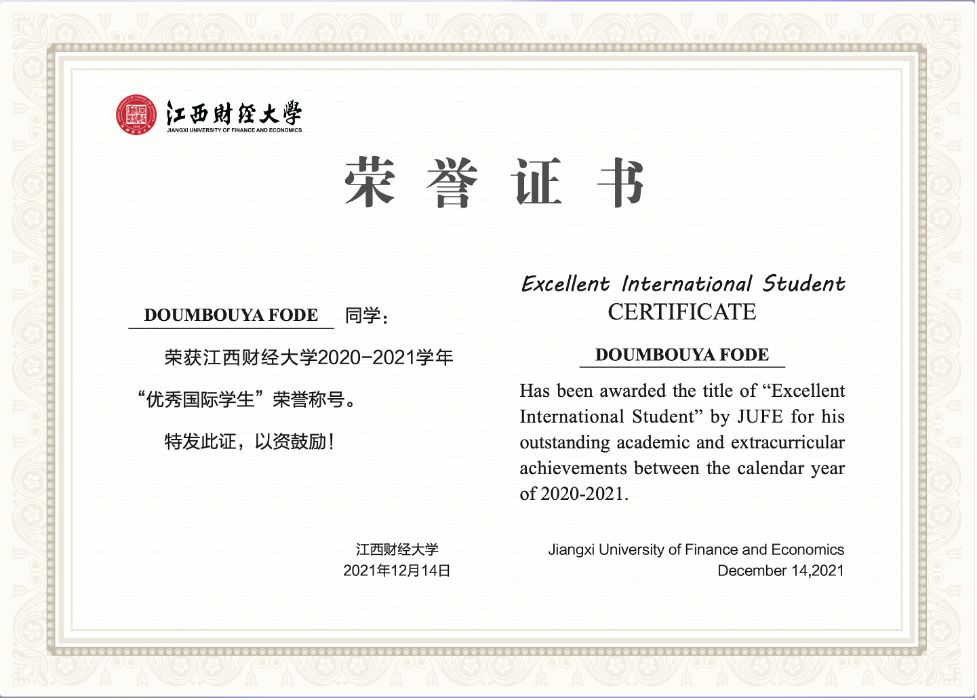 江西财经大学
JIANGXI UNIVERSITY OF FINANCE AND ECONOMICS
荣誉证书
DOUMBOUYA FODE 同学：
荣获江西财经大学2020-2021学年
“优秀国际学生”荣誉称号。
特发此证，以资鼓励！
江西财经大学
2021年12月14日
Excellent International Student
CERTIFICATE
DOUMBOUYA FODE
Has been awarded the title of “Excellent
International Student” by JUFE for his
outstanding academic and extracurricular
achievements between the calendar year
of 2020-2021.
Jiangxi University of Finance and Economics
December 14,2021